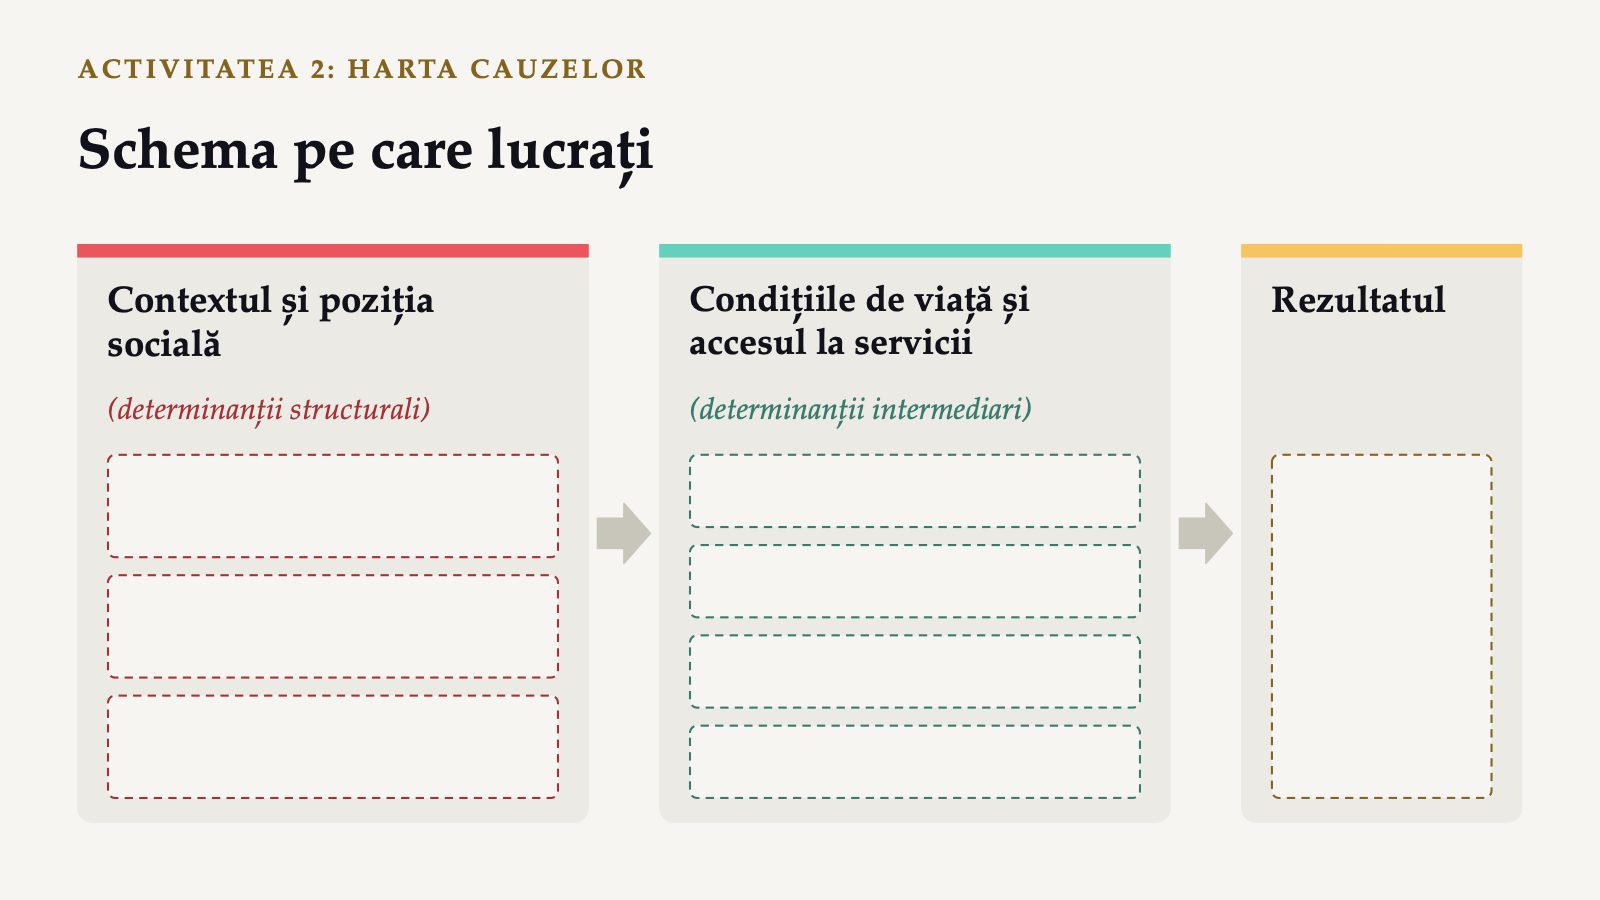 ACTIVITATEA 2: HARTA CAUZELOR
Schema pe care lucrați
Contextul și poziția
socială
(determinanții structurali)
Condițiile de viață și
accesul la servicii
(determinanții intermediari)
Rezultatul